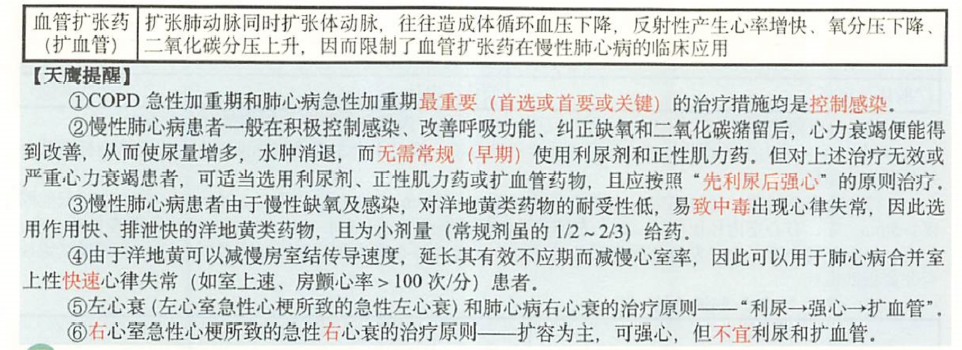 血管扩张药 扩张肺动脉同时扩张体动脉，往往造成体循环血压下降，反射性产生心率增快、氧分压下降、
(扩血管) 二氧化碳分压上升，因而限制了血管扩张药在慢性肺心病的临床应用
【天鹰提醒】
①COPD 急性加重期和肺心病急性加重期最重要（首选或首要或关键）的治疗措施均是控制感染。
②慢性肺心病患者一般在积极控制感染、改善呼吸功能、纠正缺氧和二氧化碳潴留后，心力衰竭便能得
到改善，从而使尿量增多，水肿消退，而无需常规（早期）使用利尿剂和正性肌力药。但对上述治疗无效或
严重心力衰竭患者，可适当选用利尿剂、正性肌力药或扩血管药物，且应按照“先利尿后强心”的原则治疗。
③慢性肺心病患者由于慢性缺氧及感染，对洋地黄类药物的耐受性低，易致中毒出现心律失常，因此选
用作用快、排泄快的洋地黄类药物，且为小剂量（常规剂虽的 1/2～2/3）给药。
④由于洋地黄可以减慢房室结传导速度，延长其有效不应期而减慢心室率，因此可以用于肺心病合并室
上性快速心律失常（如室上速、房颤心率＞100 次/分）患者。
⑤左心衰（左心室急性心梗所致的急性左心衰）和肺心病右心衰的治疗原则——“利尿→强心→扩血管”。
⑥右心室急性心梗所致的急性右心衰的治疗原则——扩容为主，可强心，但不宜利尿和扩血管。